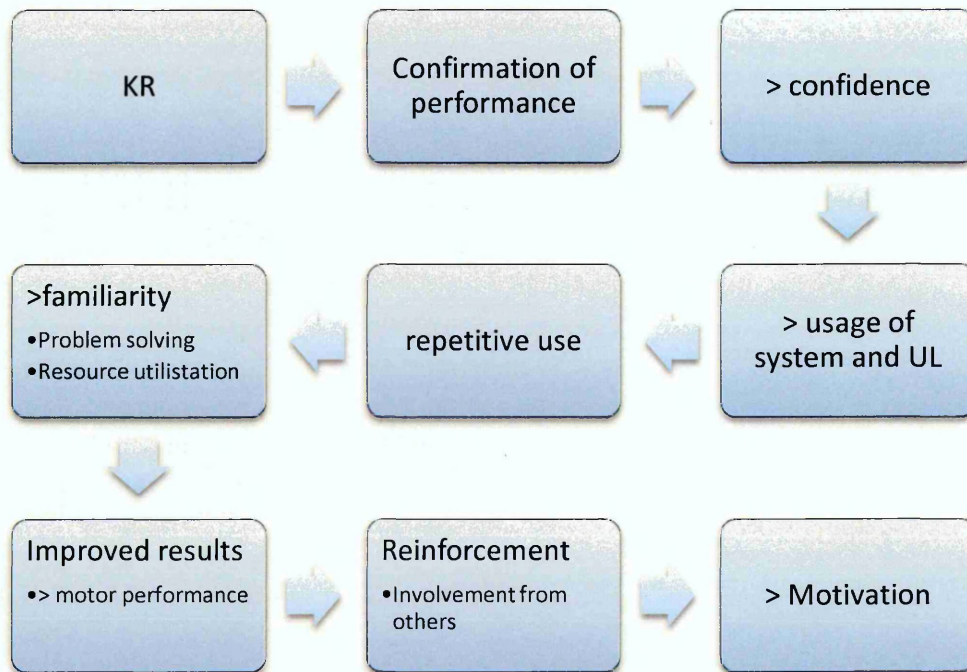 KR
Confirmation of
performance
> confidence
> usage of
system and UL
repetitive use
>familiarity
•Problem solving
•Resource utilistation
Improved results
•> motor performance
Reinforcement
•Involvement from
others
> Motivation